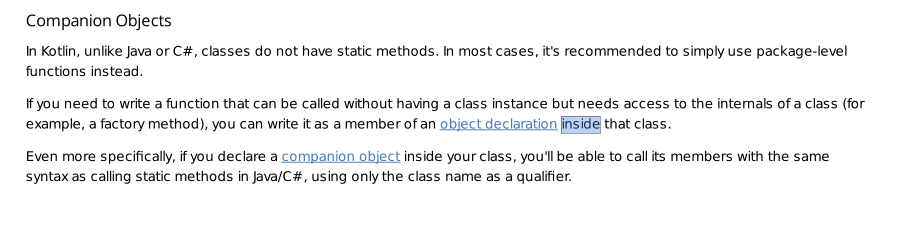 Companion Objects
In Kotlin, unlike Java or C#, classes do not have static methods. In most cases, it's recommended to simply use package-level
functions instead.
If you need to write a function that can be called without having a class instance but needs access to the internals of a class (for
example, a factory method), you can write it as a member of an object declaration inside that class.
Even more specifically, if you declare a companion object inside your class, you'll be able to call its members with the same
syntax as calling static methods in Java/C#, using only the class name as a qualifier.